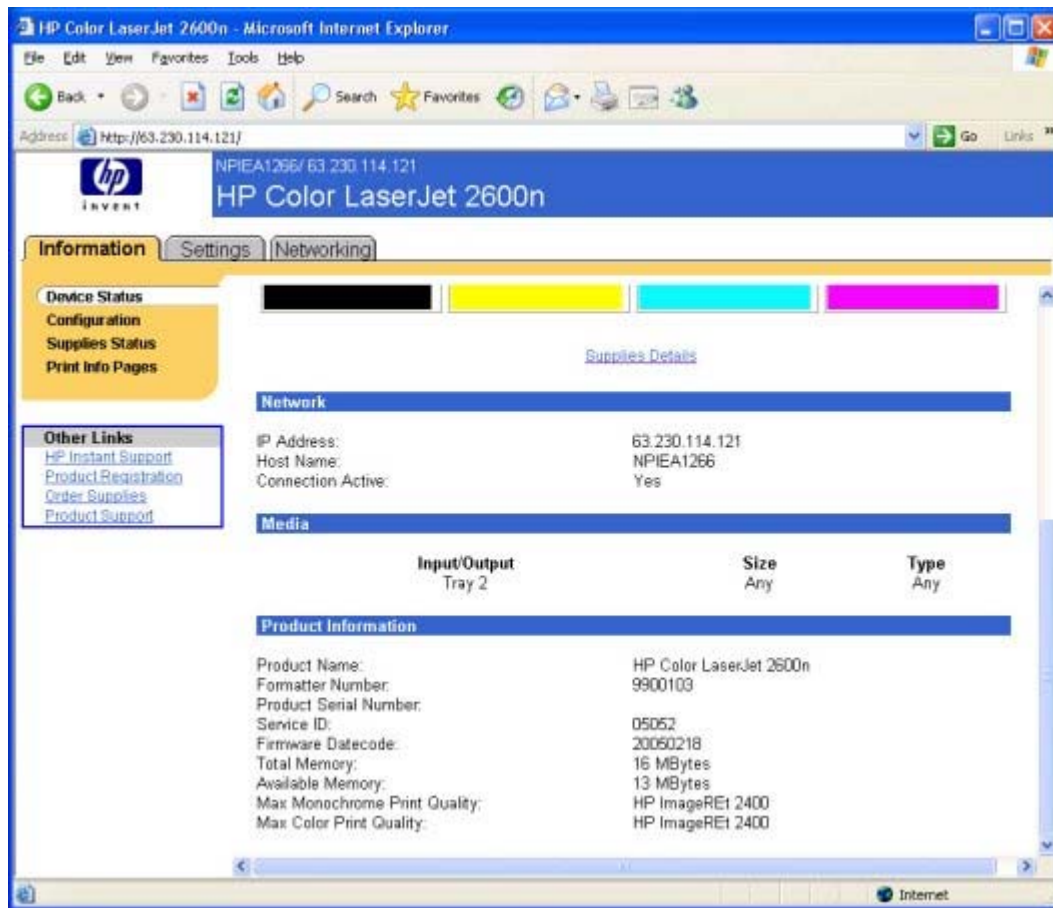 HP Color LaserJet 2600n - Microsoft Internet Explorer
File Edit View Favorites Tools Help
Back Search Favorites
Address http://63.230.114.121/ Go Links »
hp
invent
NPIEA1266/ 63.230.114.121
HP Color LaserJet 2600n
Information Settings Networking
Device Status
Configuration
Supplies Status
Print Info Pages
Other Links
HP Instant Support
Product Registration
Order Supplies
Product Support
Supplies Details
Network
IP Address: 63.230.114.121
Host Name: NPIEA1266
Connection Active: Yes
Media
Input/Output Size Type
Tray 2 Any Any
Product Information
Product Name: HP Color LaserJet 2600n
Formatter Number: 9900103
Product Serial Number:
Service ID: 05052
Firmware Datecode: 20050218
Total Memory: 16 MBytes
Available Memory: 13 MBytes
Max Monochrome Print Quality: HP ImageREt 2400
Max Color Print Quality: HP ImageREt 2400
Internet